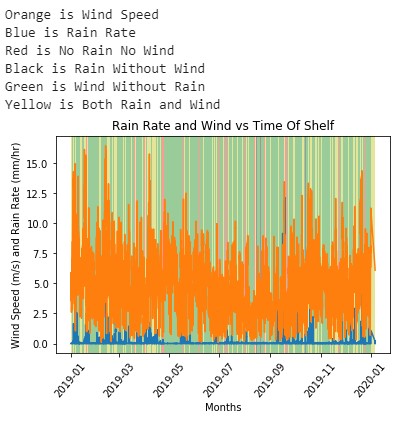 Orange is Wind Speed
Blue is Rain Rate
Red is No Rain No Wind
Black is Rain Without Wind
Green is Wind Without Rain
Yellow is Both Rain and Wind
Rain Rate and Wind vs Time Of Shelf
Wind Speed (m/s) and Rain Rate (mm/hr)
15.0
12.5
10.0
7.5
5.0
2.5
0.0
2019-01
2019-03
2019-05
2019-07
2019-09
2019-11
2020-01
Months